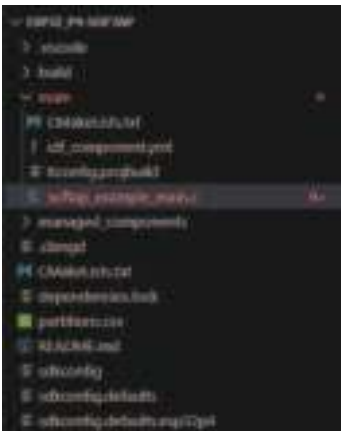 .vscode
build
main
CMakeLists.txt
idf_component.yml
Kconfig.projbuild
softap_example_main.c
managed_components
.clangd
CMakeLists.txt
dependencies.lock
partitions.csv
README.md
sdkconfig
sdkconfig.defaults
sdkconfig.defaults.esp32p4